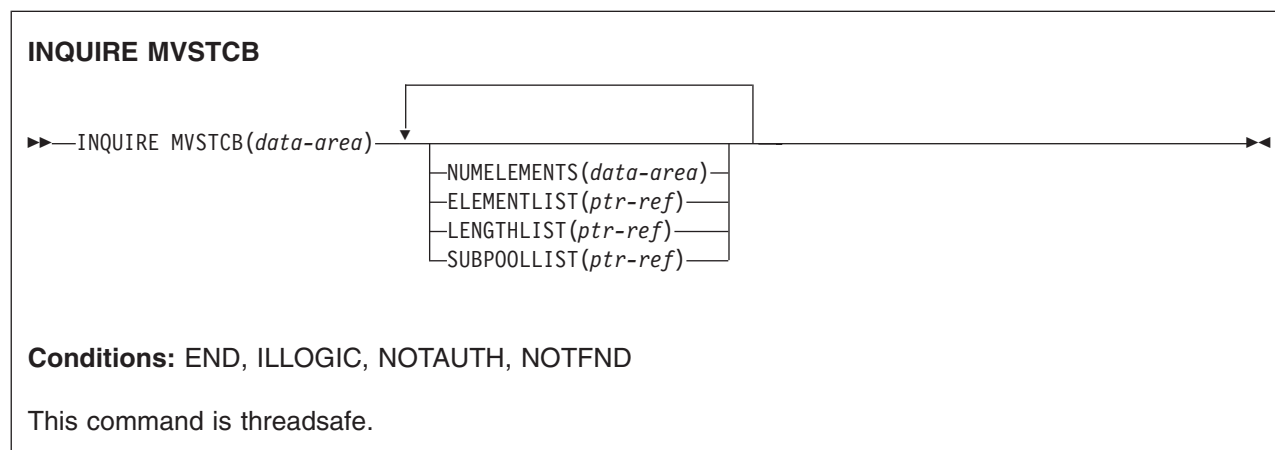 INQUIRE MVSTCB
INQUIRE MVSTCB(data-area)
NUMELEMENTS(data-area)
ELEMENTLIST(ptr-ref)
LENGTHLIST(ptr-ref)
SUBPOOLLIST(ptr-ref)
Conditions: END, ILLOGIC, NOTAUTH, NOTFND
This command is threadsafe.